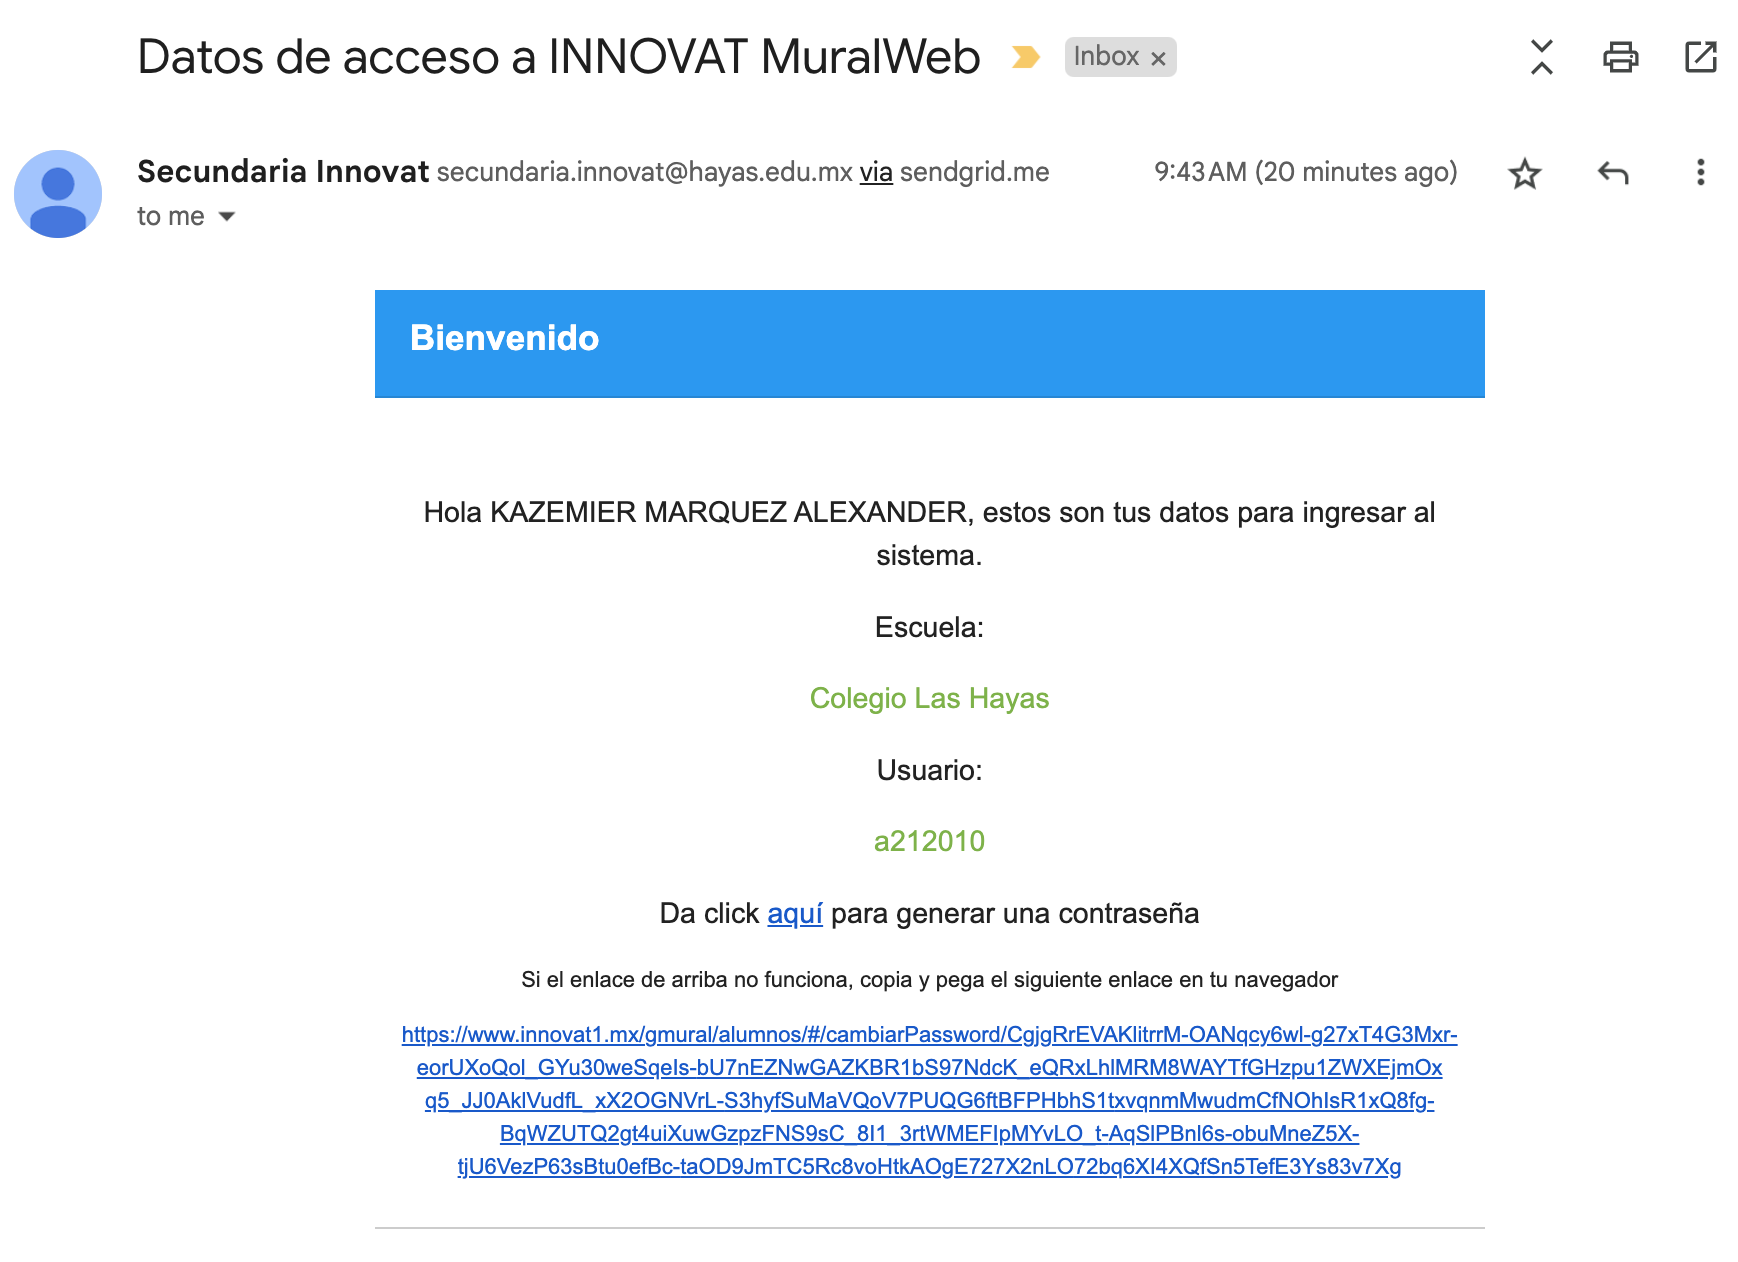 Datos de acceso a INNOVAT MuralWeb Inbox ×
Secundaria Innovat secundaria.innovat@hayas.edu.mx via sendgrid.me 9:43 AM (20 minutes ago)
to me
Bienvenido
Hola KAZEMIER MARQUEZ ALEXANDER, estos son tus datos para ingresar al
sistema.
Escuela:
Colegio Las Hayas
Usuario:
a212010
Da click aquí para generar una contraseña
Si el enlace de arriba no funciona, copia y pega el siguiente enlace en tu navegador
https://www.innovat1.mx/gmural/alumnos/#/cambiarPassword/CgjgRrEVAKlitrrM-OANqcy6wl-g27xT4G3Mxr-
eorUXoQol_GYu30weSqeIs-bU7nEZNwGAZKBR1bS97NdcK_eQRxLhlMRM8WAYTfGHzpu1ZWXEjmOx
q5_JJ0AklVudfL_xX2OGNVrL-S3hyfSuMaVQoV7PUQG6ftBFPHbhS1txvqnmMwudmCfNOhIsR1xQ8fg-
BqWZUTQ2gt4uiXuwGzpzFNS9sC_8I1_3rtWMEFIpMYvLO_t-AqSlPBnl6s-obuMneZ5X-
tjU6VezP63sBtu0efBc-taOD9JmTC5Rc8voHtkAOgE727X2nLO72bq6XI4XQfSn5TefE3Ys83v7Xg